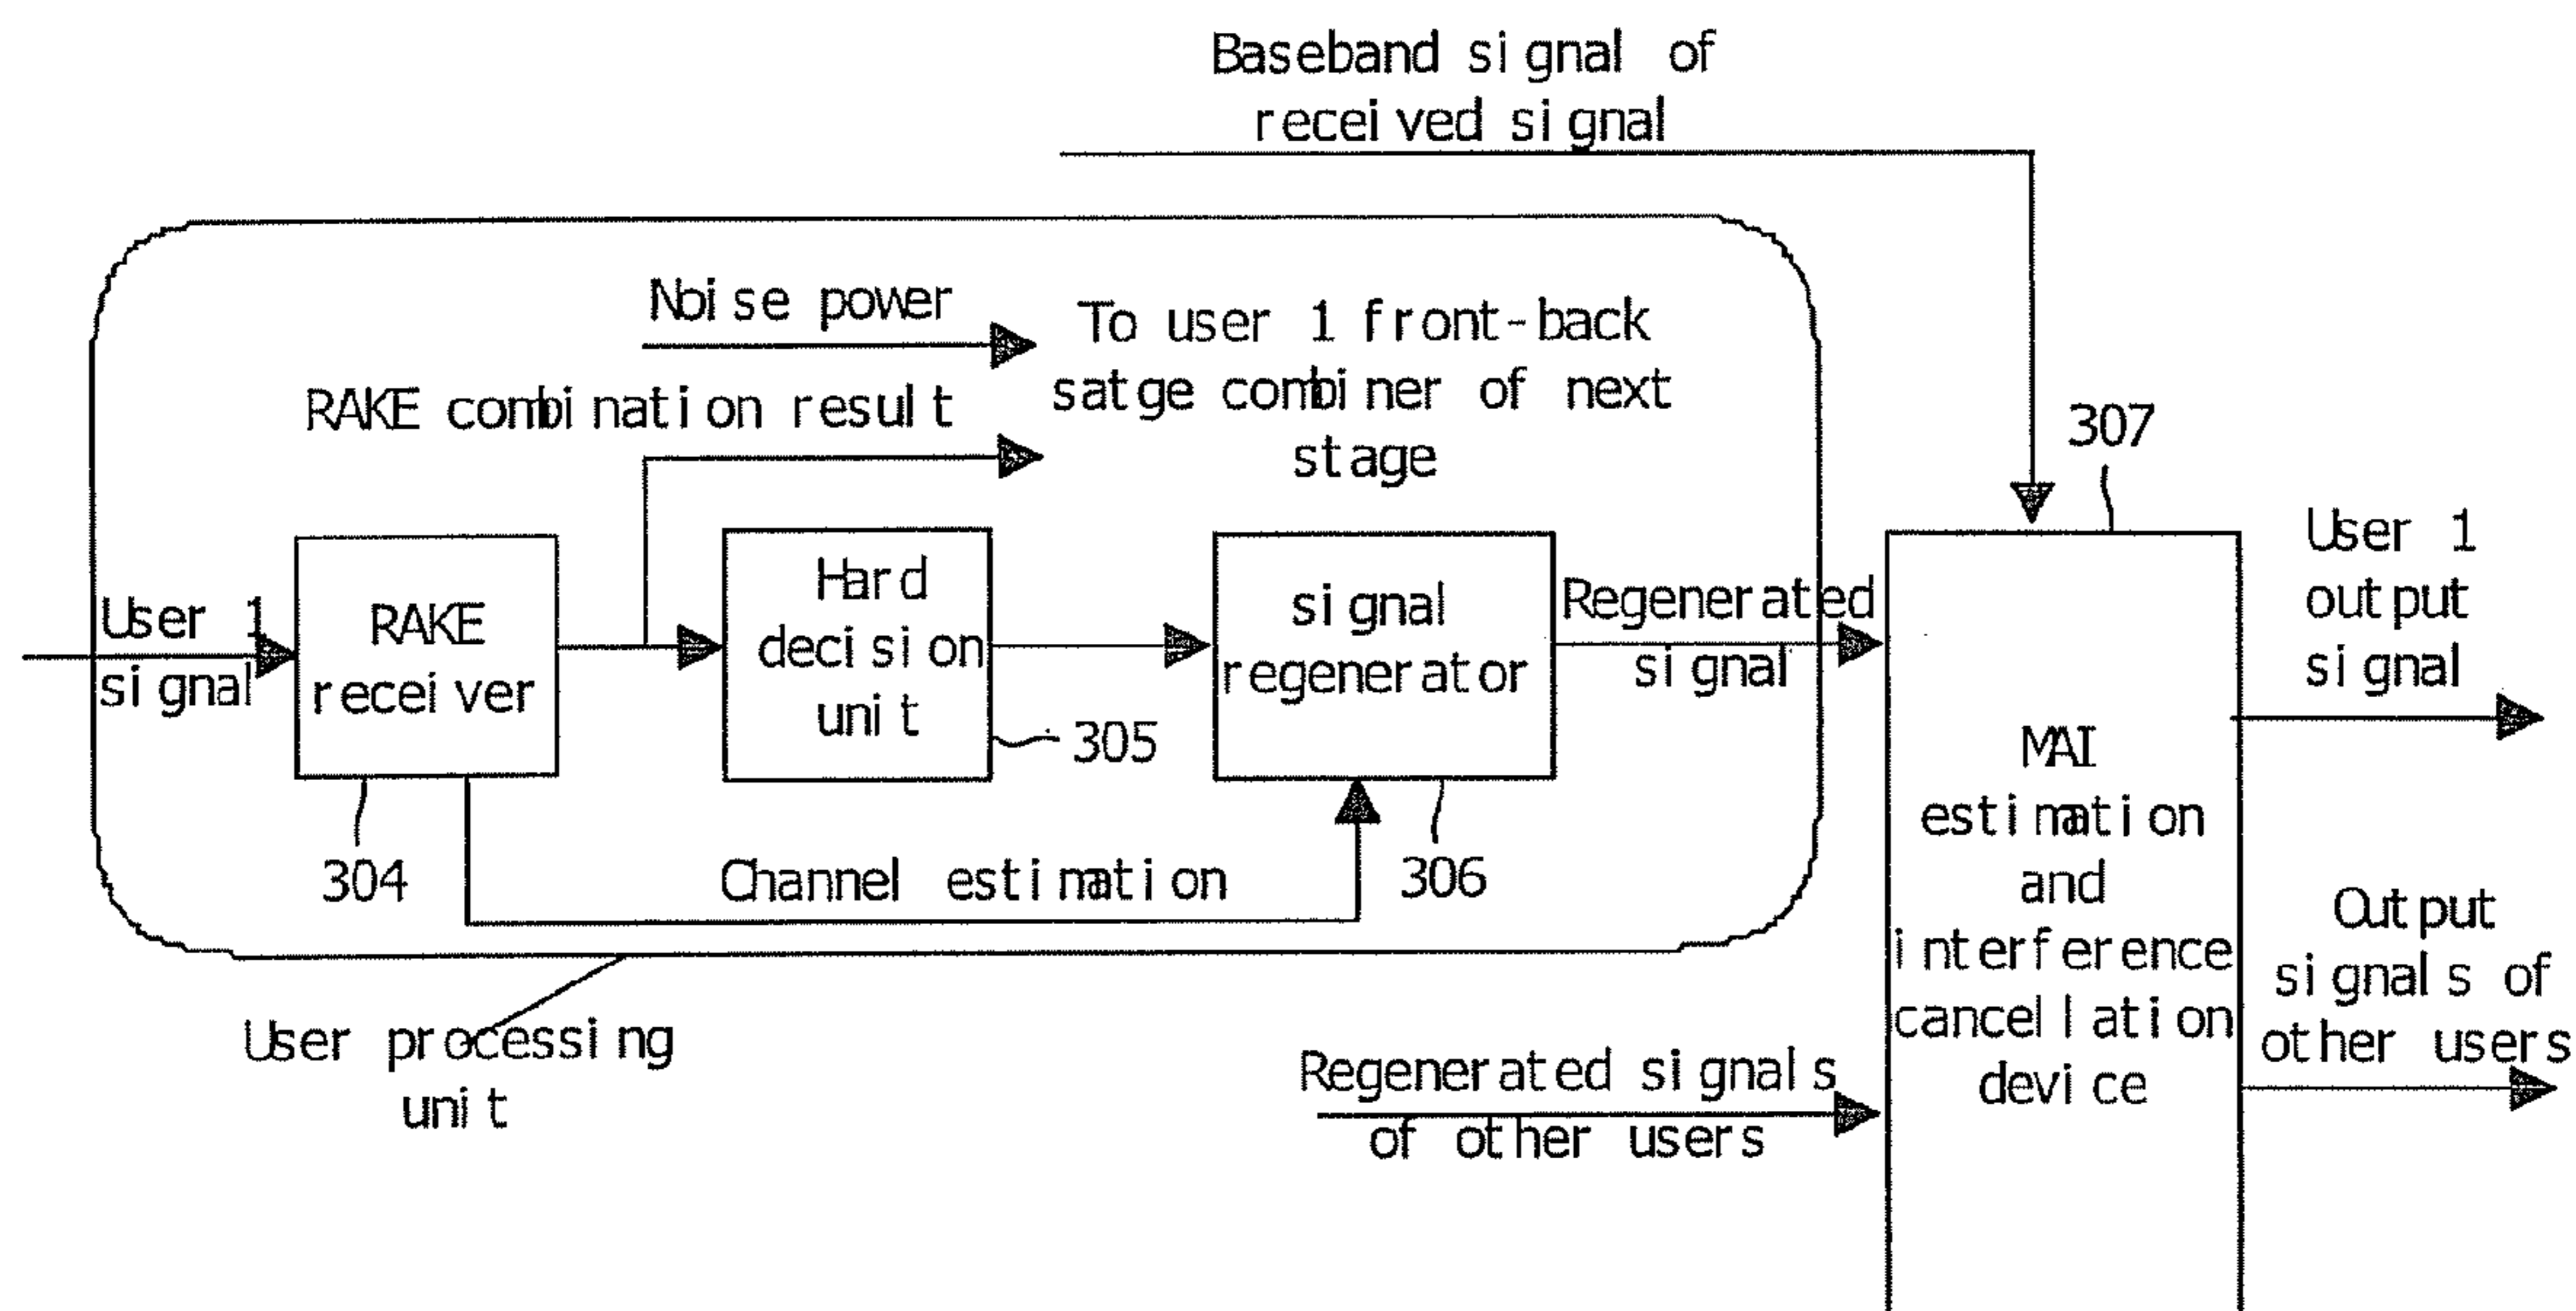 Baseband signal of
received signal
Noise power
To user 1 front-back
satge combiner of next
stage
RAKE combination result
307
User 1
signal
RAKE
receiver
Hard
decision
unit
signal
regenerator
Regenerated
signal
User 1
output
signal
305
MAI
estimation
and
interference
cancellation
device
304
Channel estimation
306
Output
signals of
other users
User processing
unit
Regenerated signals
of other users